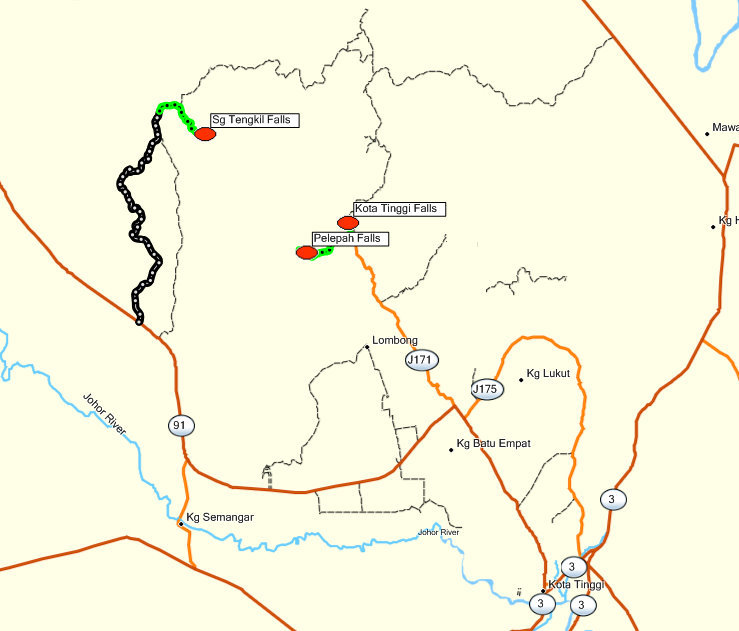 Sg Tengkil Falls
Mawa
Kota Tinggi Falls
Kg H
Pelepah Falls
Lombong
J171
Kg Lukut
J175
Johor River
91
Kg Batu Empat
3
Kg Semangar
Johor River
3
Kota Tinggi
3
3